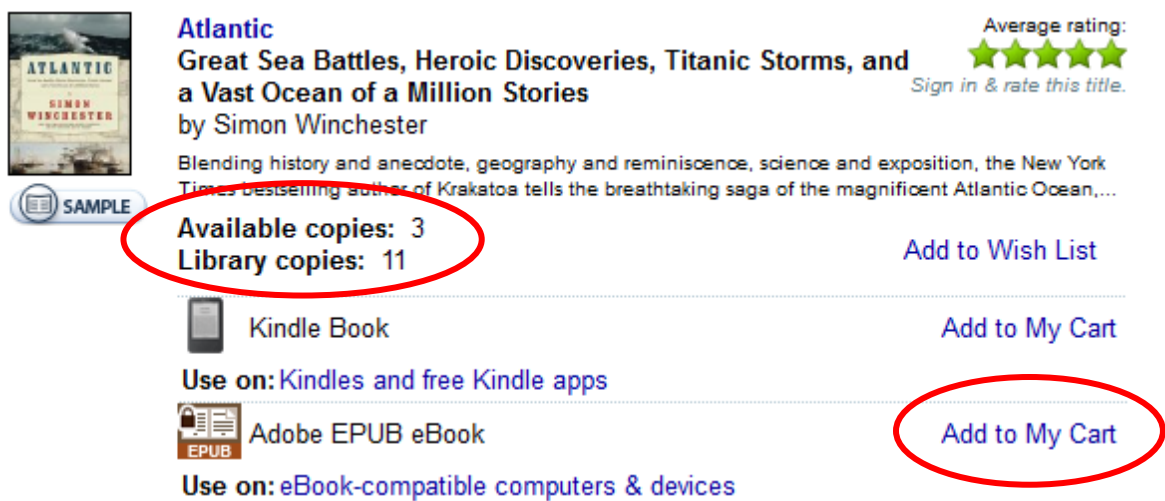 Atlantic
Average rating:
Great Sea Battles, Heroic Discoveries, Titanic Storms, and
a Vast Ocean of a Million Stories
Sign in & rate this title.
by Simon Winchester
ATLANTIC
SIMON
WINCHESTER
Blending history and anecdote, geography and reminiscence, science and exposition, the New York
Times bestselling author of Krakatoa tells the breathtaking saga of the magnificent Atlantic Ocean,...
SAMPLE
Available copies: 3
Library copies: 11
Add to Wish List
Kindle Book
Add to My Cart
Use on: Kindles and free Kindle apps
EPUB
Adobe EPUB eBook
Add to My Cart
Use on: eBook-compatible computers & devices